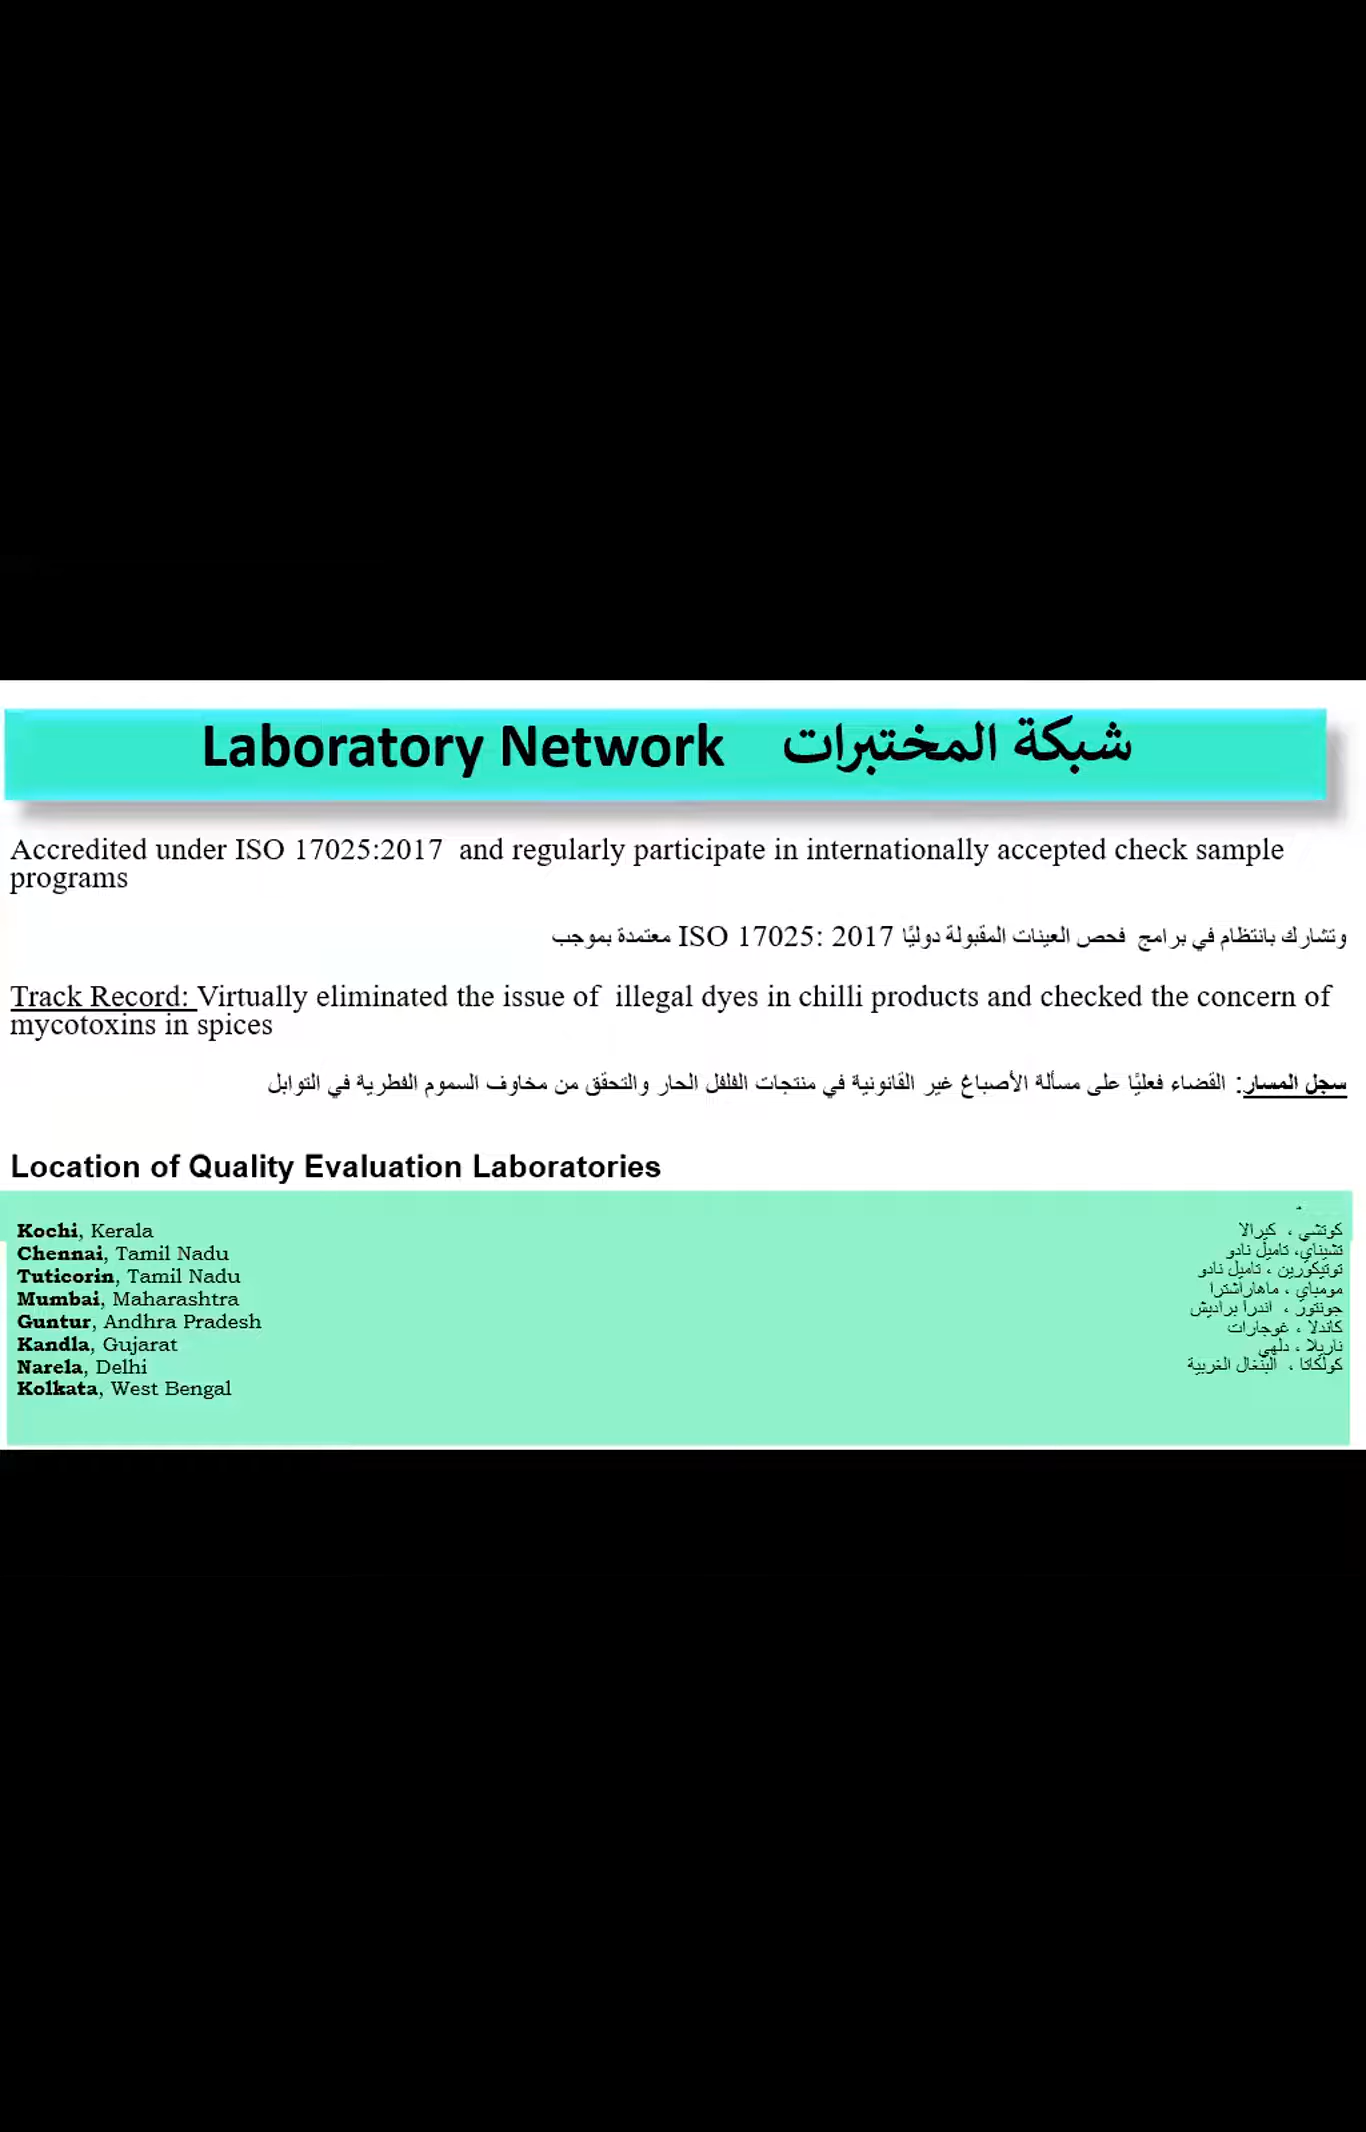 Laboratory Network شبكة المختبرات
Accredited under ISO 17025:2017 and regularly participate in internationally accepted check sample
programs
وتشارك بانتظام في برامج فحص العينات المقبولة دوليًا ISO 17025: 2017 معتمدة بموجب
Track Record: Virtually eliminated the issue of illegal dyes in chilli products and checked the concern of
mycotoxins in spices
سجل المسار: القضاء فعليًا على مسألة الأصباغ غير القانونية في منتجات الفلفل الحار والتحقق من مخاوف السموم الفطرية في التوابل
Location of Quality Evaluation Laboratories
Kochi, Kerala
Chennai, Tamil Nadu
Tuticorin, Tamil Nadu
Mumbai, Maharashtra
Guntur, Andhra Pradesh
Kandla, Gujarat
Narela, Delhi
Kolkata, West Bengal
كوتشي ، كيرالا
تشيناي، تاميل نادو
توتيكورين ، تاميل نادو
مومباي ، ماهاراشترا
جونتور ، اندرا براديش
كاندلا ، غوجارات
ناريلا ، دلهي
كولكاتا ، البنغال الغربية